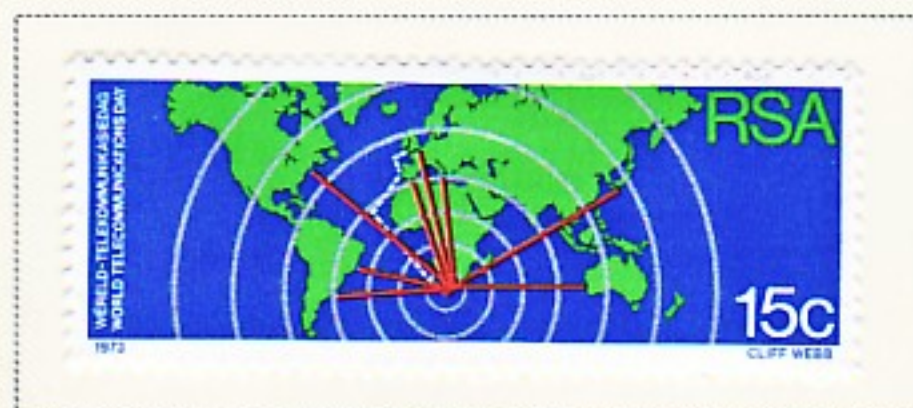 WÊRELD-TELEKOMMUNIKASIEDAG
WORLD TELECOMMUNICATIONS DAY
RSA
15c
1973
CLIFF WEBB